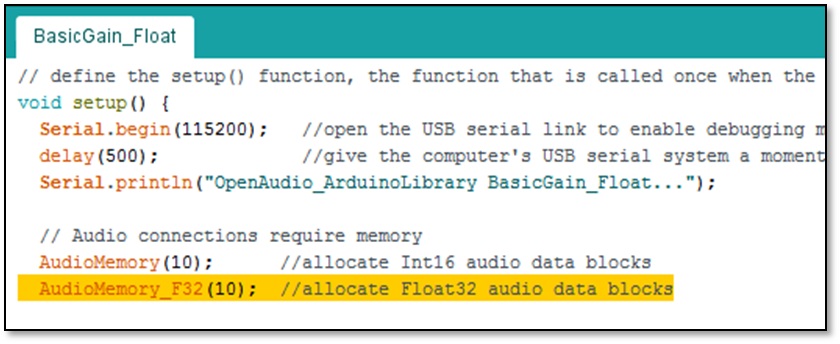 BasicGain_Float
// define the setup() function, the function that is called once when the
void setup() {
  Serial.begin(115200);   //open the USB serial link to enable debugging m
  delay(500);             //give the computer's USB serial system a moment
  Serial.println("OpenAudio_ArduinoLibrary BasicGain_Float...");
  // Audio connections require memory
  AudioMemory(10);      //allocate Int16 audio data blocks
  AudioMemory_F32(10);  //allocate Float32 audio data blocks